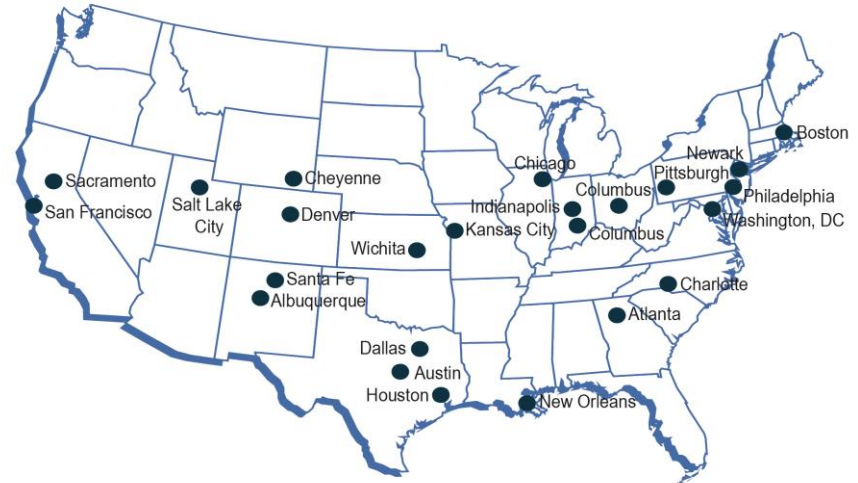 Boston
Newark
Chicago
Pittsburgh
Sacramento
Cheyenne
Columbus
Philadelphia
San Francisco
Salt Lake
City
Denver
Indianapolis
Washington, DC
Kansas City
Columbus
Wichita
Santa Fe
Albuquerque
Charlotte
Atlanta
Dallas
Austin
Houston
New Orleans